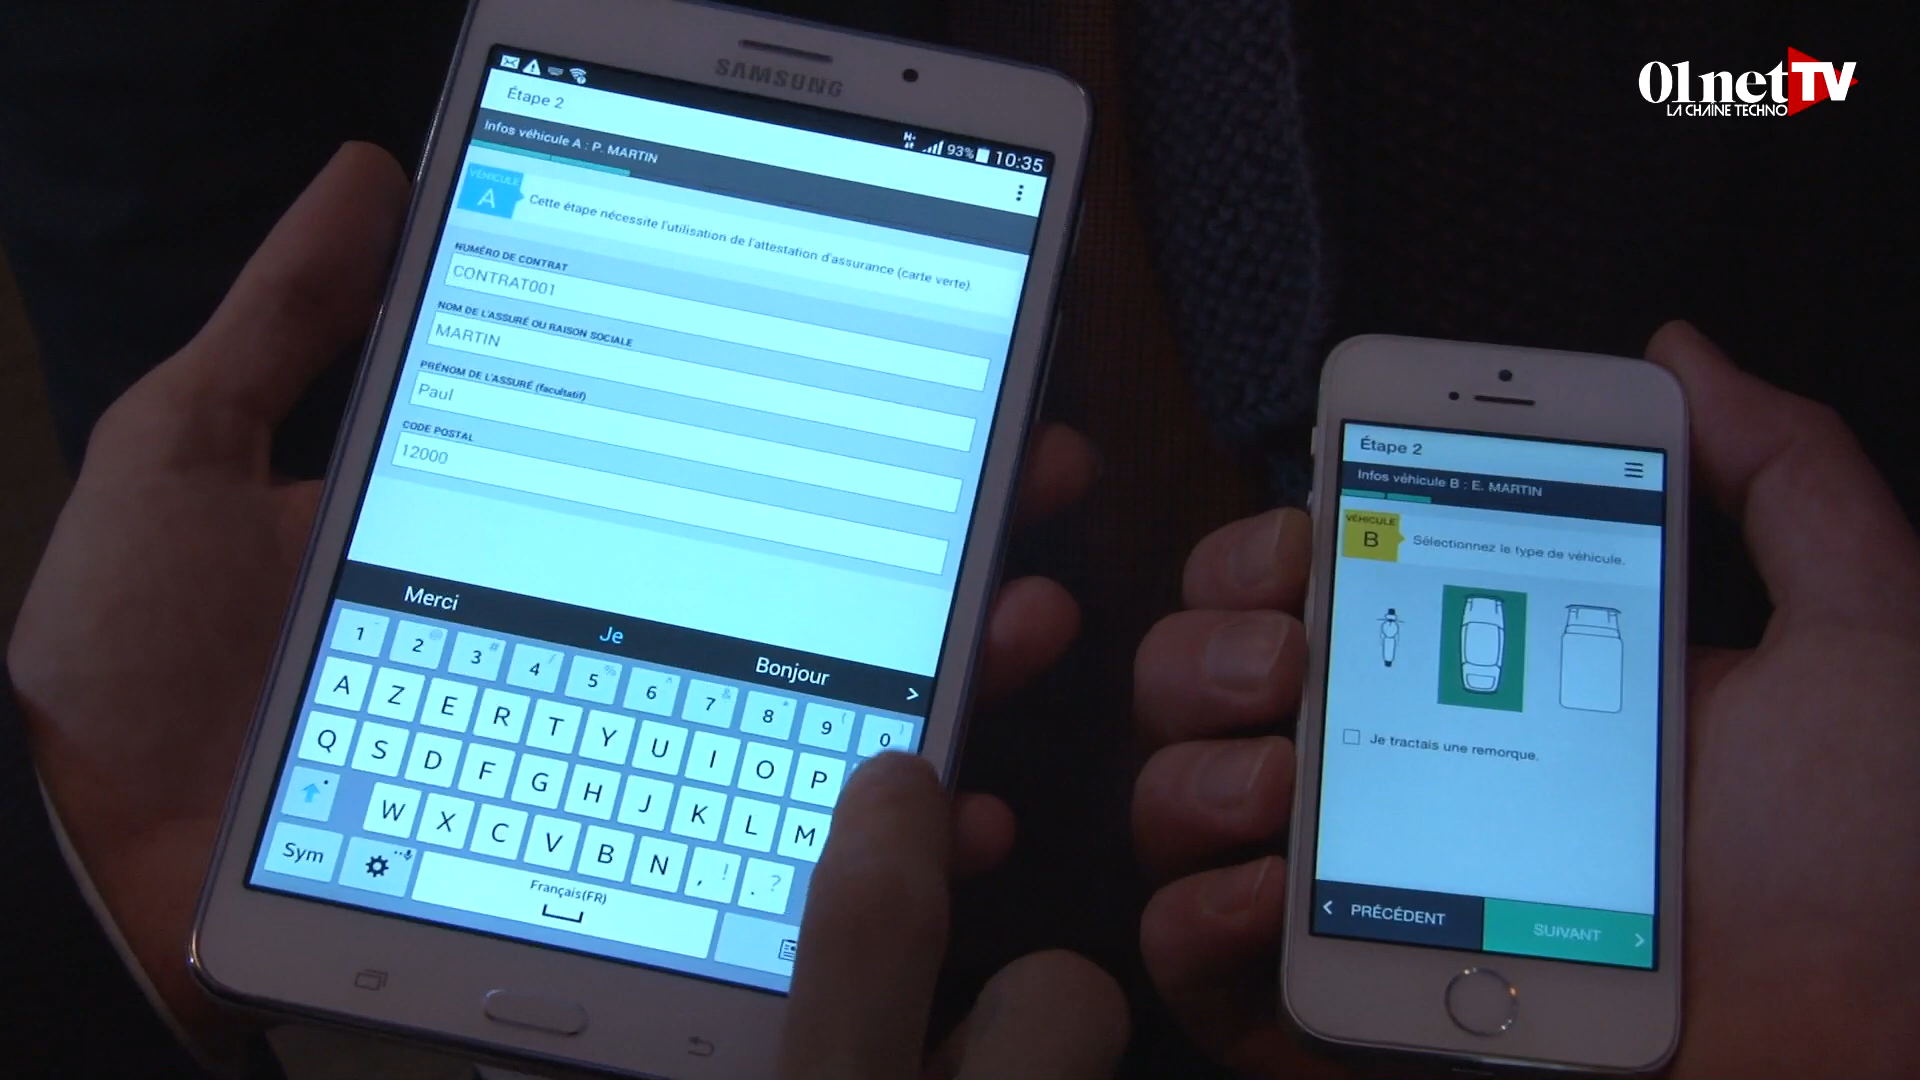 01netTV
LA CHAÎNE TECHNO
SAMSUNG
93% 10:35
Étape 2
Infos véhicule A : P. MARTIN
VÉHICULE
A
Cette étape nécessite l'utilisation de l'attestation d'assurance (carte verte).
NUMÉRO DE CONTRAT
CONTRAT001
NOM DE L'ASSURÉ OU RAISON SOCIALE
MARTIN
PRÉNOM DE L'ASSURÉ (facultatif)
Paul
CODE POSTAL
12000
Merci Je Bonjour >
1 2 3 4 5 6 7 8 9 0
A Z E R T Y U I O P
Q S D F G H J K L M
W X C V B N , ! . ?
Sym Français(FR)
Étape 2
Infos véhicule B : E. MARTIN
VÉHICULE
B
Sélectionnez le type de véhicule.
Je tractais une remorque.
< PRÉCÉDENT SUIVANT >